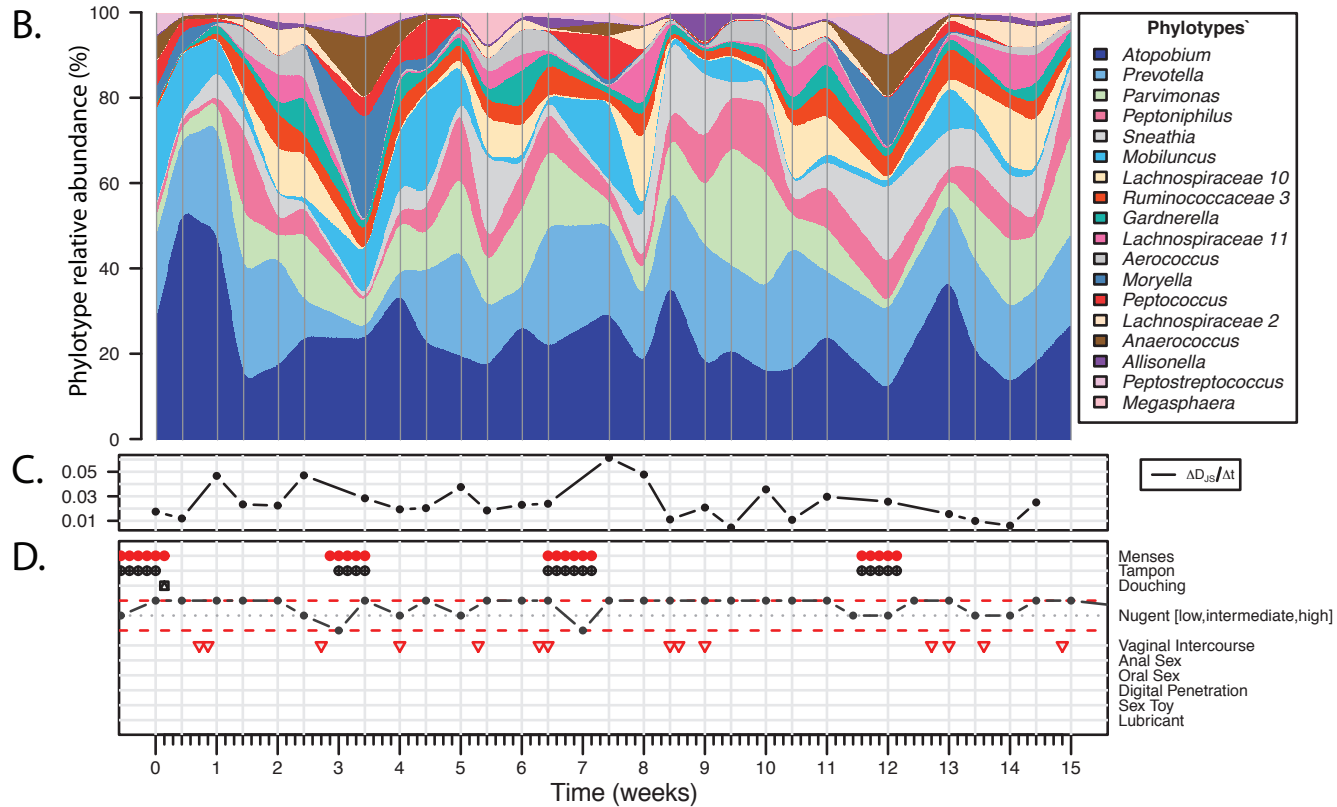 B.
Phylotype relative abundance (%)
100
80
60
40
20
0
Phylotypes`
Atopobium
Prevotella
Parvimonas
Peptoniphilus
Sneathia
Mobiluncus
Lachnospiraceae 10
Ruminococcaceae 3
Gardnerella
Lachnospiraceae 11
Aerococcus
Moryella
Peptococcus
Lachnospiraceae 2
Anaerococcus
Allisonella
Peptostreptococcus
Megasphaera
C.
0.05
0.03
0.01
ΔD_JS/Δt
D.
Menses
Tampon
Douching
Nugent [low,intermediate,high]
Vaginal Intercourse
Anal Sex
Oral Sex
Digital Penetration
Sex Toy
Lubricant
0 1 2 3 4 5 6 7 8 9 10 11 12 13 14 15
Time (weeks)